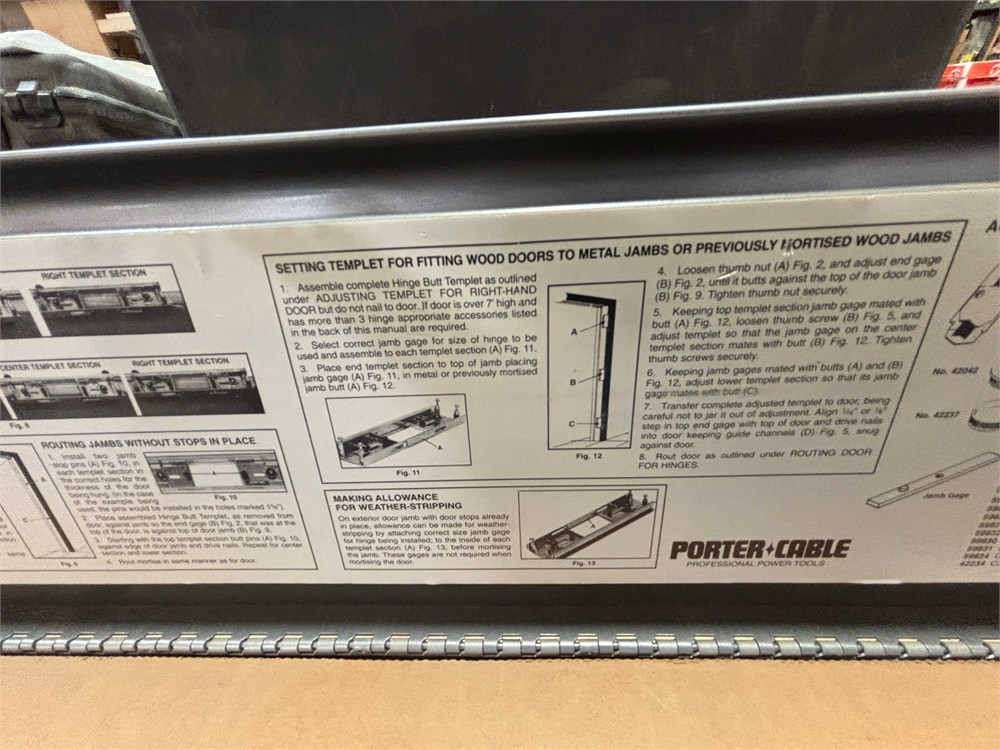 RIGHT TEMPLET SECTION
CENTER TEMPLET SECTION
RIGHT TEMPLET SECTION
Fig. 8
ROUTING JAMBS WITHOUT STOPS IN PLACE
1. Install two jamb
stop pins (A) Fig. 10, in
each templet section in
the correct holes for the
thickness of the door
being hung. (In the case
of the example being
used, the pins would be installed in the holes marked 1⅜").
2. Place assembled Hinge Butt Templet, as removed from
door, against jamb so the end gage (B) Fig. 2, that was at the
top of the door, is against top of door jamb (B) Fig. 9.
3. Starting with the top templet section butt pins (A) Fig. 10,
against edge of door jamb and drive nails. Repeat for center
section and lower section.
4. Rout mortise in same manner as for door.
C
Fig. 10
SETTING TEMPLET FOR FITTING WOOD DOORS TO METAL JAMBS OR PREVIOUSLY MORTISED WOOD JAMBS
1. Assemble complete Hinge Butt Templet as outlined
under ADJUSTING TEMPLET FOR RIGHT-HAND
DOOR but do not nail to door. If door is over 7' high and
has more than 3 hinge appropriate accessories listed
in the back of this manual are required.
2. Select correct jamb gage for size of hinge to be
used and assemble to each templet section (A) Fig. 11.
3. Place end templet section to top of jamb placing
jamb gage (A) Fig. 11, in metal or previously mortised
jamb butt (A) Fig. 12.
A
Fig. 11
A
B
C
Fig. 12
4. Loosen thumb nut (A) Fig. 2, and adjust end gage
(B) Fig. 2, until it butts against the top of the door jamb
(B) Fig. 9. Tighten thumb nut securely.
5. Keeping top templet section jamb gage mated with
butt (A) Fig. 12, loosen thumb screw (B) Fig. 5, and
adjust templet so that the jamb gage on the center
templet section mates with butt (B) Fig. 12. Tighten
thumb screws securely.
6. Keeping jamb gages mated with butts (A) and (B)
Fig. 12, adjust lower templet section so that its jamb
gage mates with butt (C).
7. Transfer complete adjusted templet to door, being
careful not to jar it out of adjustment. Align 1/16" or 1/8"
step in top end gage with top of door and drive nails
into door keeping guide channels (D) Fig. 5, snug
against door.
8. Rout door as outlined under ROUTING DOOR
FOR HINGES.
MAKING ALLOWANCE
FOR WEATHER-STRIPPING
On exterior door jamb with door stops already
in place, allowance can be made for weather-
stripping by attaching correct size jamb gage
for hinge being installed; to the inside of each
templet section (A) Fig. 13, before mortising
the jamb. These gages are not required when
mortising the door.
A
Fig. 13
PORTER+CABLE
PROFESSIONAL POWER TOOLS
No. 42042
No. 42237
Jamb Gage
42234